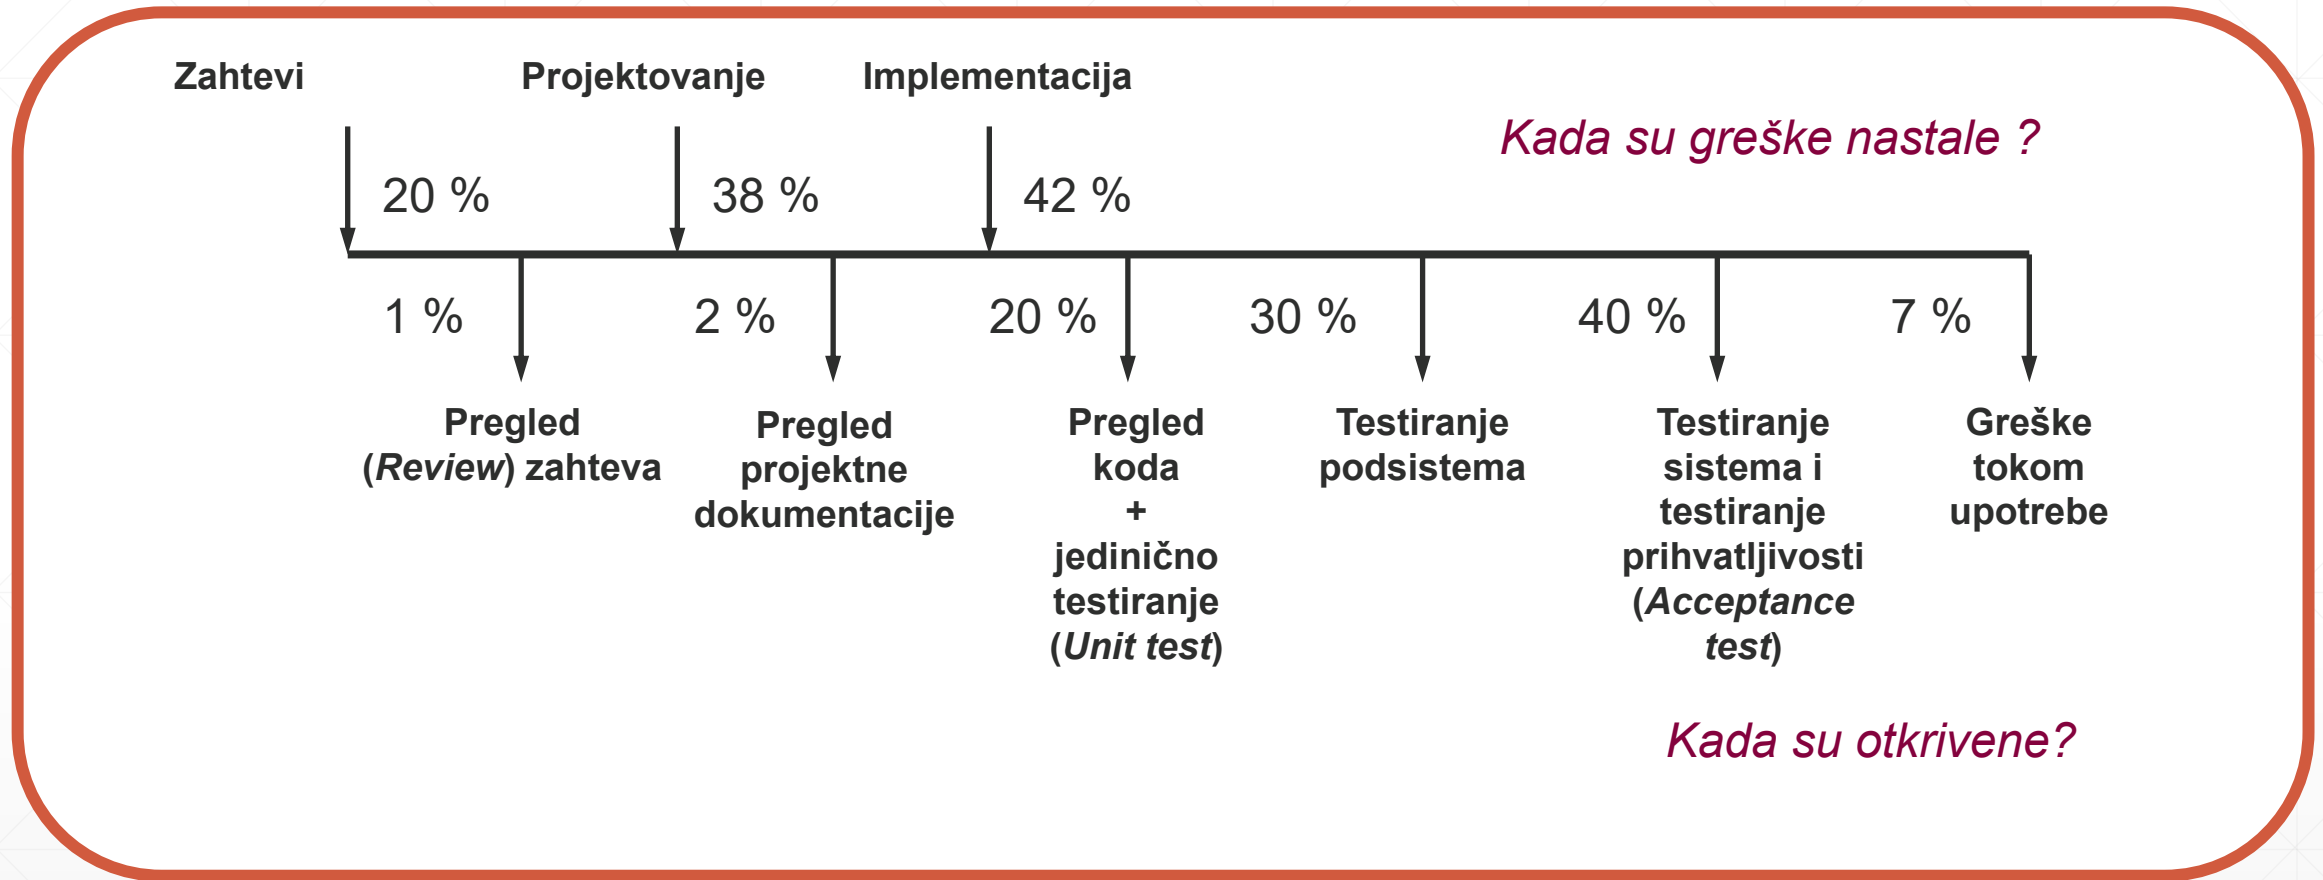 Zahtevi
Projektovanje
Implementacija
Kada su greške nastale ?
20 %
38 %
42 %
1 %
2 %
20 %
30 %
40 %
7 %
Pregled
(Review) zahteva
Pregled
projektne
dokumentacije
Pregled
koda
+
jedinično
testiranje
(Unit test)
Testiranje
podsistema
Testiranje
sistema i
testiranje
prihvatljivosti
(Acceptance
test)
Greške
tokom
upotrebe
Kada su otkrivene?